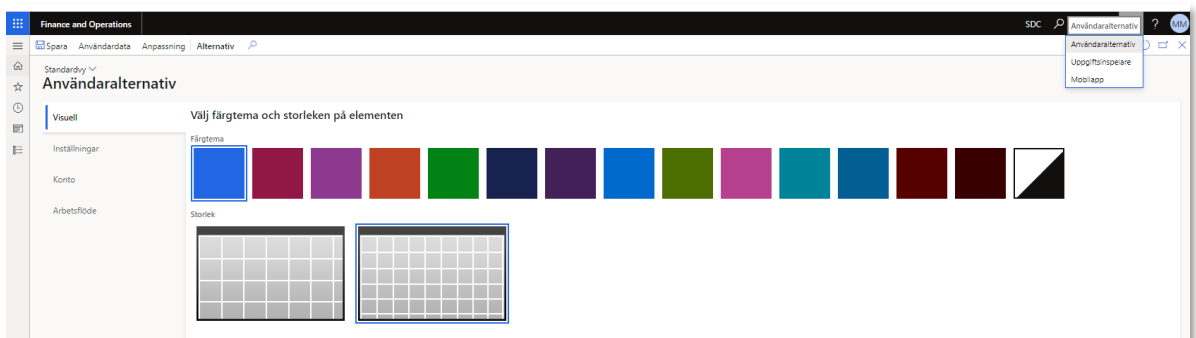 Finance and Operations
SDC
Användaralternativ
?
MM
Spara Användardata Anpassning Alternativ
Användaralternativ
Uppgiftsinspelare
Mobilapp
Standardvy
Användaralternativ
Visuell
Inställningar
Konto
Arbetsflöde
Välj färgtema och storleken på elementen
Färgtema
Storlek